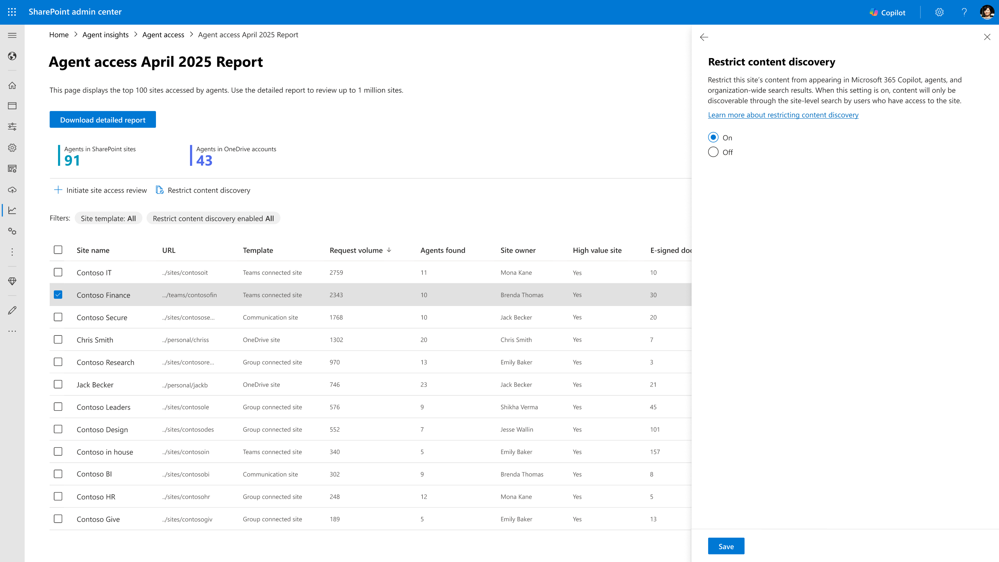 SharePoint admin center
Copilot
Home > Agent insights > Agent access > Agent access April 2025 Report
Agent access April 2025 Report
This page displays the top 100 sites accessed by agents. Use the detailed report to review up to 1 million sites.
Download detailed report
Agents in SharePoint sites
91
Agents in OneDrive accounts
43
Initiate site access review Restrict content discovery
Filters: Site template: All Restrict content discovery enabled All
Site name URL Template Request volume ↓ Agents found Site owner High value site E-signed doc
Contoso IT ../sites/contosoit Teams connected site 2759 11 Mona Kane Yes 10
Contoso Finance .../teams/contosofin Teams connected site 2343 10 Brenda Thomas Yes 30
Contoso Secure ../sites/contosose... Communication site 1768 10 Jack Becker Yes 20
Chris Smith ../personal/chriss OneDrive site 1302 20 Chris Smith Yes 7
Contoso Research ../sites/contosore... Group connected site 970 13 Emily Baker Yes 3
Jack Becker ../personal/jackb OneDrive site 746 23 Jack Becker Yes 21
Contoso Leaders ../sites/contosole Group connected site 576 9 Shikha Verma Yes 45
Contoso Design ../sites/contosodes Group connected site 552 7 Jesse Wallin Yes 101
Contoso in house ../sites/contosoin Teams connected site 340 5 Emily Baker Yes 157
Contoso BI ../sites/contosobi Communication site 302 9 Brenda Thomas Yes 8
Contoso HR ../sites/contosohr Group connected site 248 12 Mona Kane Yes 5
Contoso Give ../sites/contosogiv Group connected site 189 5 Emily Baker Yes 13
Restrict content discovery
Restrict this site’s content from appearing in Microsoft 365 Copilot, agents, and
organization-wide search results. When this setting is on, content will only be
discoverable through the site-level search by users who have access to the site.
Learn more about restricting content discovery
On
Off
Save